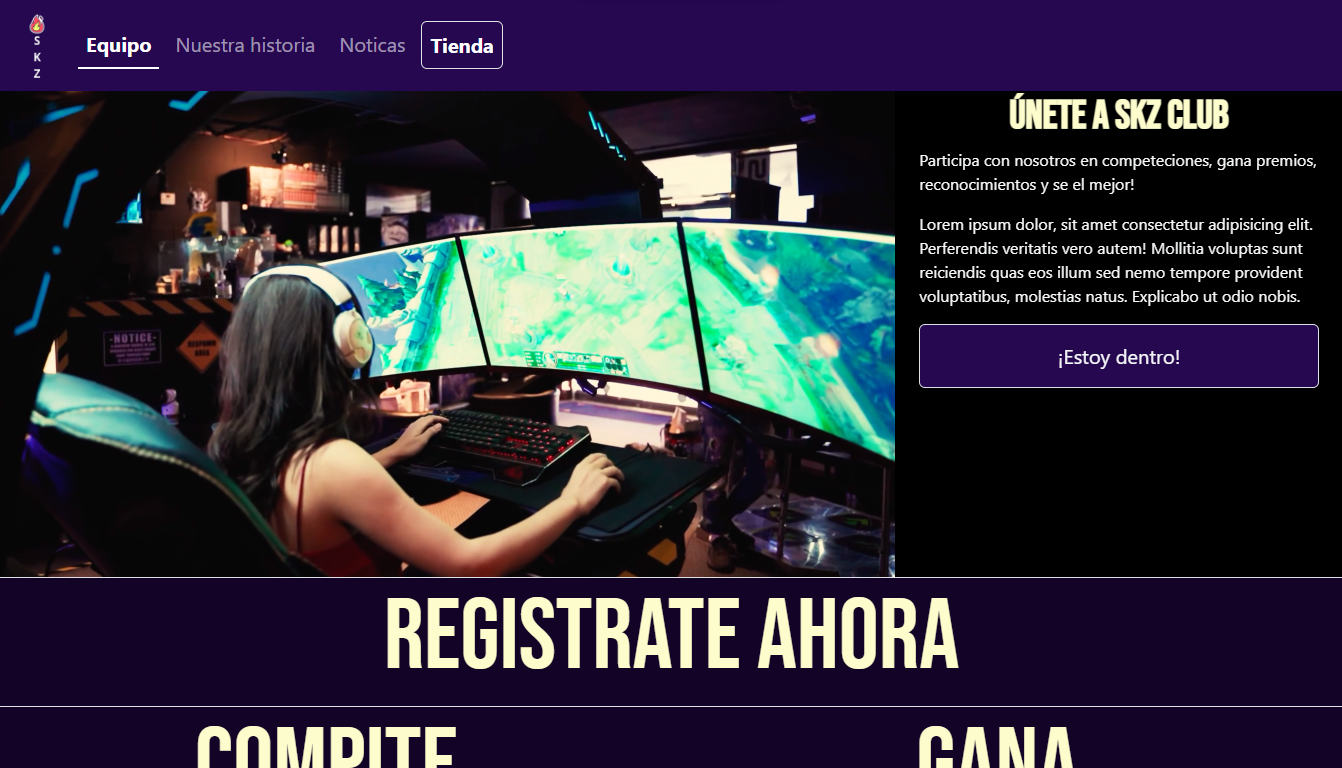 S
K
Z
Equipo
Nuestra historia
Noticas
Tienda
ÚNETE A SKZ CLUB
Participa con nosotros en competeciones, gana premios,
reconocimientos y se el mejor!
Lorem ipsum dolor, sit amet consectetur adipisicing elit.
Perferendis veritatis vero autem! Mollitia voluptas sunt
reiciendis quas eos illum sed nemo tempore provident
voluptatibus, molestias natus. Explicabo ut odio nobis.
¡Estoy dentro!
-NOTICE-
RESPAWN
AREA
REGISTRATE AHORA
COMPITE
GANA